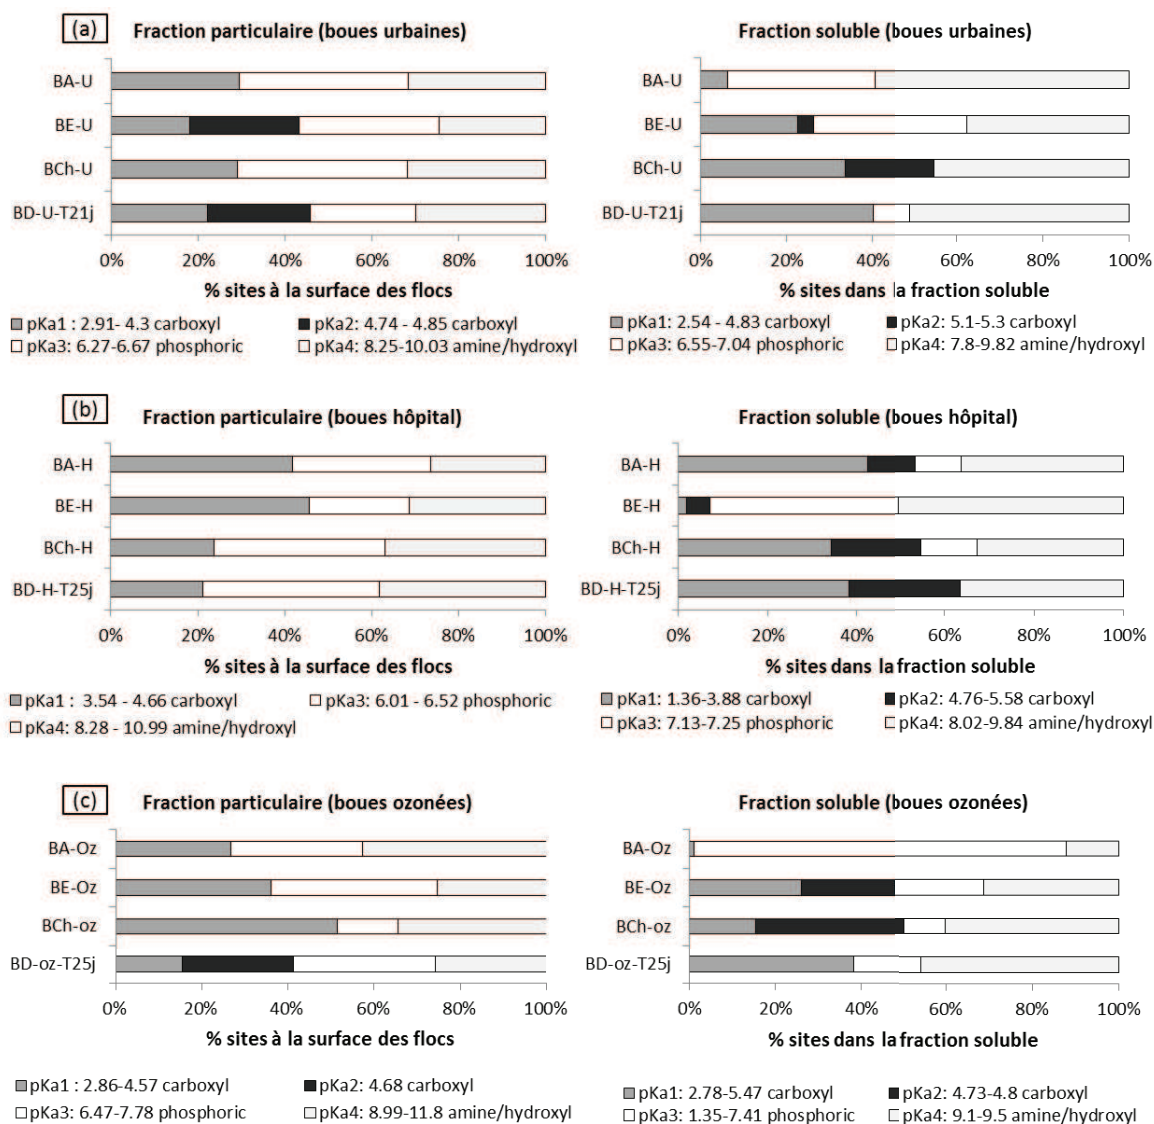 (a)
Fraction particulaire (boues urbaines)
BA-U
BE-U
BCh-U
BD-U-T21j
0% 20% 40% 60% 80% 100%
% sites à la surface des flocs
pKa1 : 2.91- 4.3 carboxyl
pKa2: 4.74 - 4.85 carboxyl
pKa3: 6.27-6.67 phosphoric
pKa4: 8.25-10.03 amine/hydroxyl
Fraction soluble (boues urbaines)
BA-U
BE-U
BCh-U
BD-U-T21j
0% 20% 40% 60% 80% 100%
% sites dans la fraction soluble
pKa1: 2.54 - 4.83 carboxyl
pKa2: 5.1-5.3 carboxyl
pKa3: 6.55-7.04 phosphoric
pKa4: 7.8-9.82 amine/hydroxyl
(b)
Fraction particulaire (boues hôpital)
BA-H
BE-H
BCh-H
BD-H-T25j
0% 20% 40% 60% 80% 100%
% sites à la surface des flocs
pKa1 : 3.54 - 4.66 carboxyl
pKa3: 6.01 - 6.52 phosphoric
pKa4: 8.28 - 10.99 amine/hydroxyl
Fraction soluble (boues hôpital)
BA-H
BE-H
BCh-H
BD-H-T25j
0% 20% 40% 60% 80% 100%
% sites dans la fraction soluble
pKa1: 1.36-3.88 carboxyl
pKa2: 4.76-5.58 carboxyl
pKa3: 7.13-7.25 phosphoric
pKa4: 8.02-9.84 amine/hydroxyl
(c)
Fraction particulaire (boues ozonées)
BA-Oz
BE-Oz
BCh-oz
BD-oz-T25j
0% 20% 40% 60% 80% 100%
% sites à la surface des flocs
pKa1 : 2.86-4.57 carboxyl
pKa2: 4.68 carboxyl
pKa3: 6.47-7.78 phosphoric
pKa4: 8.99-11.8 amine/hydroxyl
Fraction soluble (boues ozonées)
BA-Oz
BE-Oz
BCh-oz
BD-oz-T25j
0% 20% 40% 60% 80% 100%
% sites dans la fraction soluble
pKa1: 2.78-5.47 carboxyl
pKa2: 4.73-4.8 carboxyl
pKa3: 1.35-7.41 phosphoric
pKa4: 9.1-9.5 amine/hydroxyl